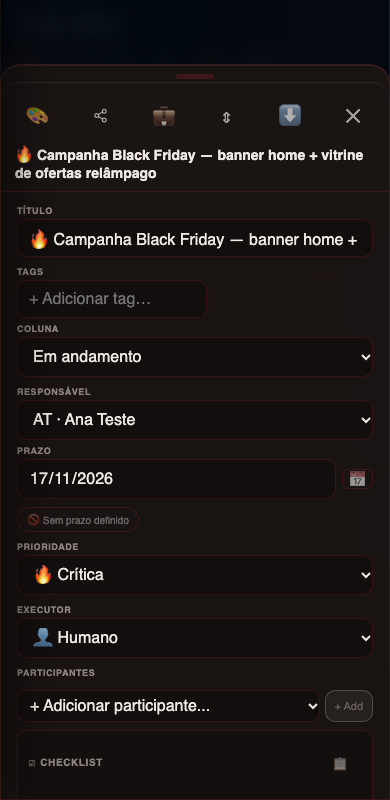 🔥 Campanha Black Friday — banner home + vitrine
de ofertas relâmpago
TÍTULO
🔥 Campanha Black Friday — banner home +
TAGS
+ Adicionar tag…
COLUNA
Em andamento
RESPONSÁVEL
AT · Ana Teste
PRAZO
17/11/2026
17
🚫 Sem prazo definido
PRIORIDADE
🔥 Crítica
EXECUTOR
👤 Humano
PARTICIPANTES
+ Adicionar participante...
+ Add
☑ CHECKLIST